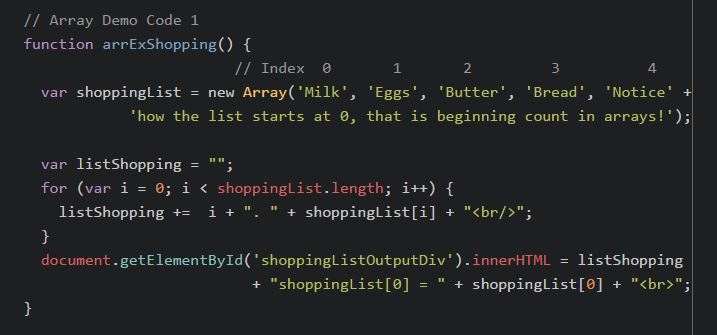 // Array Demo Code 1
function arrExShopping() {
// Index 0 1 2 3 4
var shoppingList = new Array('Milk', 'Eggs', 'Butter', 'Bread', 'Notice' +
'how the list starts at 0, that is beginning count in arrays!');
var listShopping = "";
for (var i = 0; i < shoppingList.length; i++) {
listShopping += i + ". " + shoppingList[i] + "<br/>";
}
document.getElementById('shoppingListOutputDiv').innerHTML = listShopping
+ "shoppingList[0] = " + shoppingList[0] + "<br>";
}